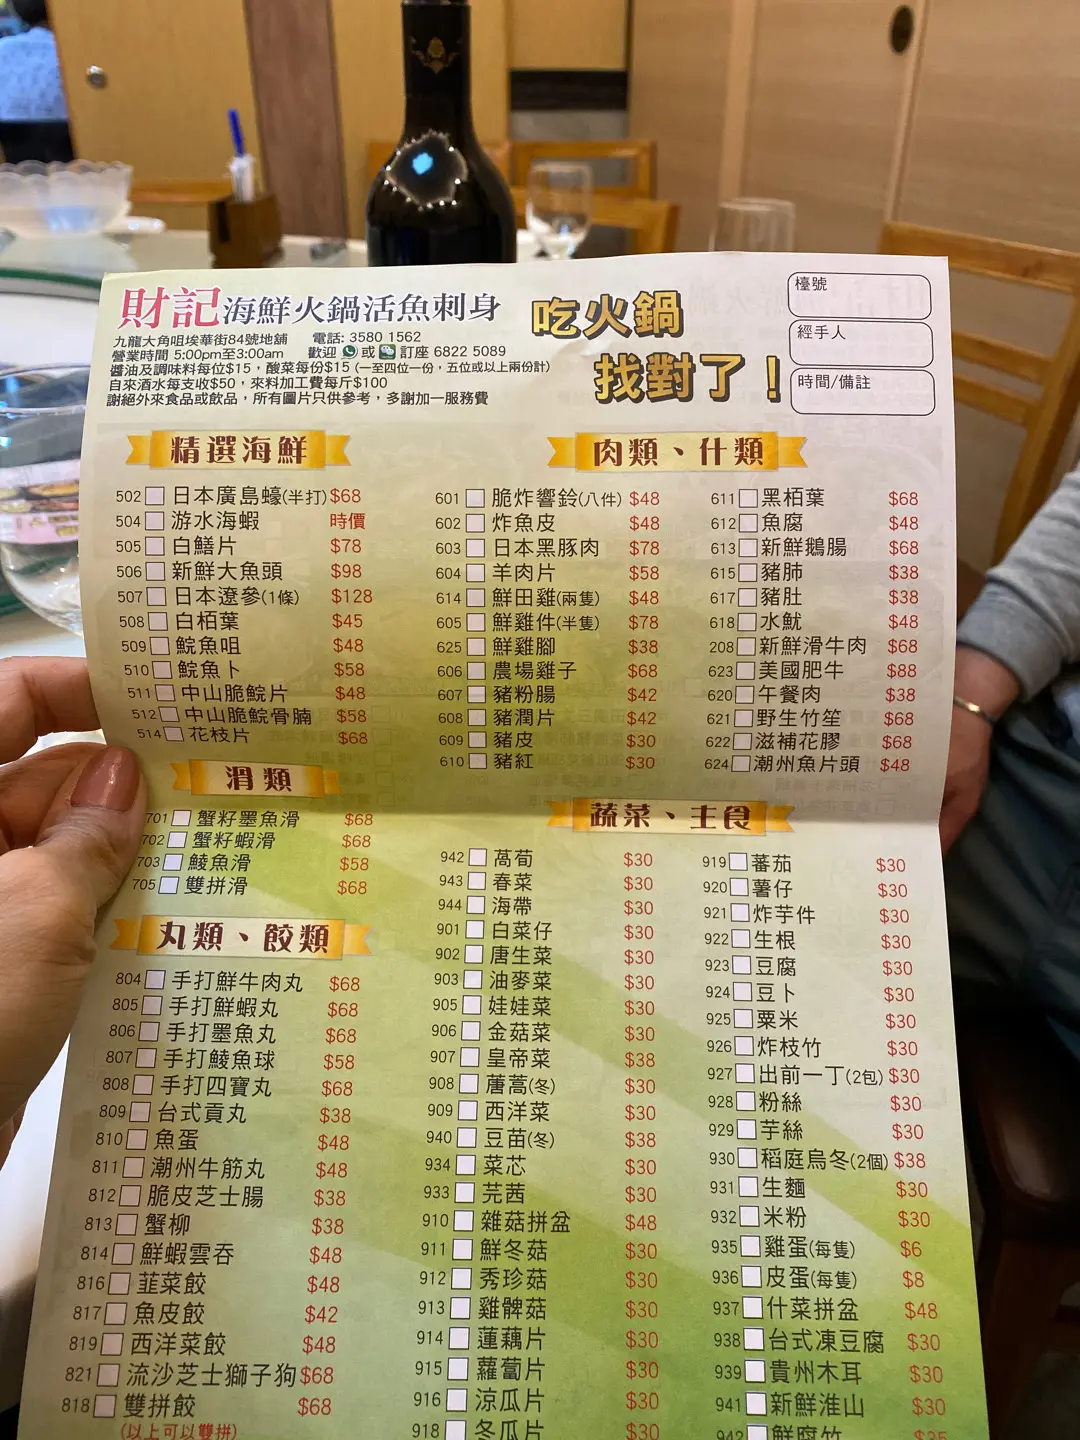 財記海鮮火鍋活魚刺身
九龍大角咀埃華街84號地舖 電話: 3580 1562
營業時間 5:00pm至3:00am 歡迎 或 訂座 6822 5089
醬油及調味料每位$15，酸菜每份$15 (一至四位一份，五位或以上兩份計)
自來酒水每支收$50，來料加工費每斤$100
謝絕外來食品或飲品，所有圖片只供參考，多謝加一服務費
吃火鍋
找對了！
檯號
經手人
時間/備註
精選海鮮
502 日本廣島蠔(半打) $68
504 游水海蝦 時價
505 白鱔片 $78
506 新鮮大魚頭 $98
507 日本遼參(1條) $128
508 白栢葉 $45
509 鯇魚咀 $48
510 鯇魚卜 $58
511 中山脆鯇片 $48
512 中山脆鯇骨腩 $58
514 花枝片 $68
滑類
701 蟹籽墨魚滑 $68
702 蟹籽蝦滑 $68
703 鯪魚滑 $58
705 雙拼滑 $68
丸類、餃類
804 手打鮮牛肉丸 $68
805 手打鮮蝦丸 $68
806 手打墨魚丸 $68
807 手打鯪魚球 $58
808 手打四寶丸 $68
809 台式貢丸 $38
810 魚蛋 $48
811 潮州牛筋丸 $48
812 脆皮芝士腸 $38
813 蟹柳 $38
814 鮮蝦雲吞 $48
816 韮菜餃 $48
817 魚皮餃 $42
819 西洋菜餃 $48
821 流沙芝士獅子狗 $68
818 雙拼餃 $68
(以上可以雙拼)
肉類、什類
601 脆炸響鈴(八件) $48
602 炸魚皮 $48
603 日本黑豚肉 $78
604 羊肉片 $58
614 鮮田雞(兩隻) $48
605 鮮雞件(半隻) $78
625 鮮雞腳 $38
606 農場雞子 $68
607 豬粉腸 $42
608 豬潤片 $42
609 豬皮 $30
610 豬紅 $30
611 黑栢葉 $68
612 魚腐 $48
613 新鮮鵝腸 $68
615 豬肺 $38
617 豬肚 $38
618 水魷 $48
208 新鮮滑牛肉 $68
623 美國肥牛 $88
620 午餐肉 $38
621 野生竹笙 $68
622 滋補花膠 $68
624 潮州魚片頭 $48
蔬菜、主食
942 萵筍 $30
943 春菜 $30
944 海帶 $30
901 白菜仔 $30
902 唐生菜 $30
903 油麥菜 $30
905 娃娃菜 $30
906 金菇菜 $30
907 皇帝菜 $38
908 藘蒿(冬) $30
909 西洋菜 $30
940 豆苗(冬) $38
934 菜芯 $30
933 芫茜 $30
910 雜菇拼盆 $48
911 鮮冬菇 $30
912 秀珍菇 $30
913 雞髀菇 $30
914 蓮藕片 $30
915 蘿蔔片 $30
916 涼瓜片 $30
918 冬瓜片 $30
919 蕃茄 $30
920 薯仔 $30
921 炸芋件 $30
922 生根 $30
923 豆腐 $30
924 豆卜 $30
925 粟米 $30
926 炸枝竹 $30
927 出前一丁(2包) $30
928 粉絲 $30
929 芋絲 $30
930 稻庭烏冬(2個) $38
931 生麵 $30
932 米粉 $30
935 雞蛋(每隻) $6
936 皮蛋(每隻) $8
937 什菜拼盆 $48
938 台式凍豆腐 $30
939 貴州木耳 $30
941 新鮮淮山 $30
942 鮮腐竹 $35